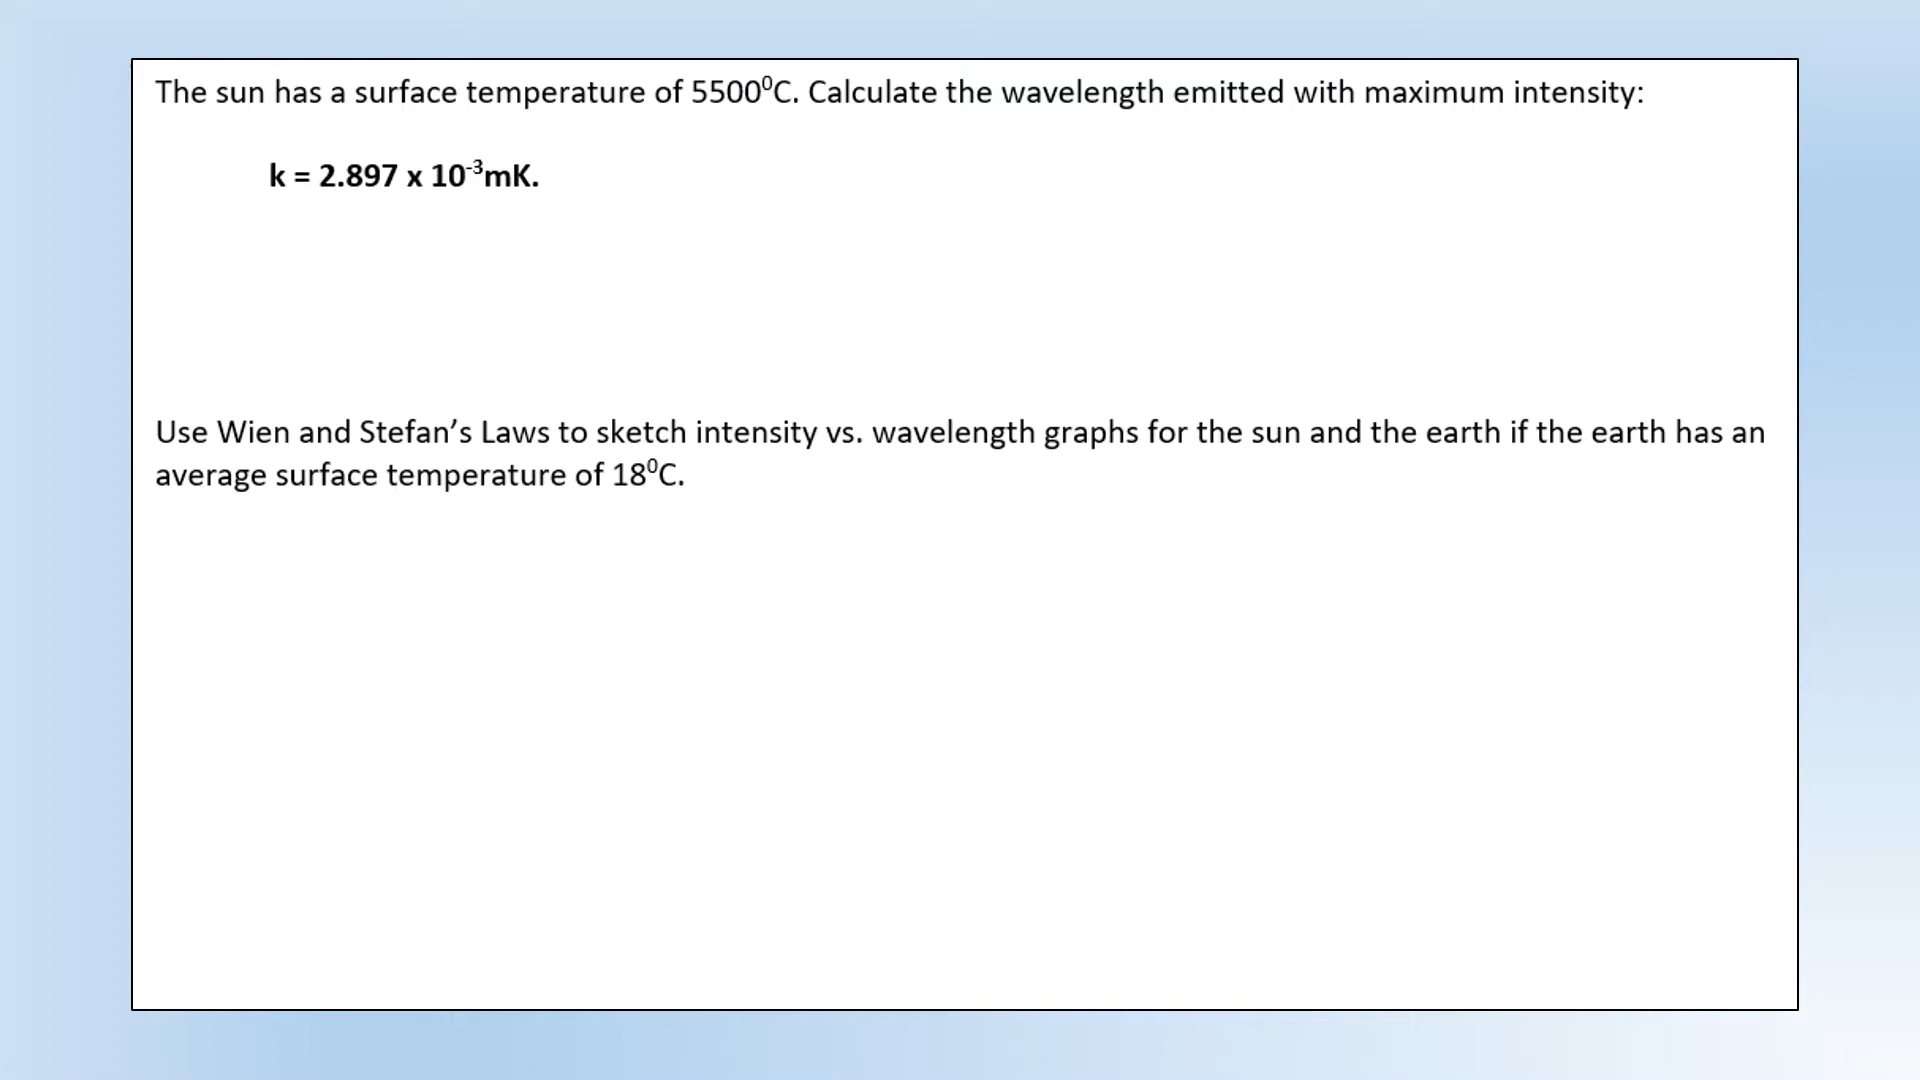 The sun has a surface temperature of 5500⁰C. Calculate the wavelength emitted with maximum intensity:
k = 2.897 x 10⁻³mK.
Use Wien and Stefan’s Laws to sketch intensity vs. wavelength graphs for the sun and the earth if the earth has an
average surface temperature of 18⁰C.